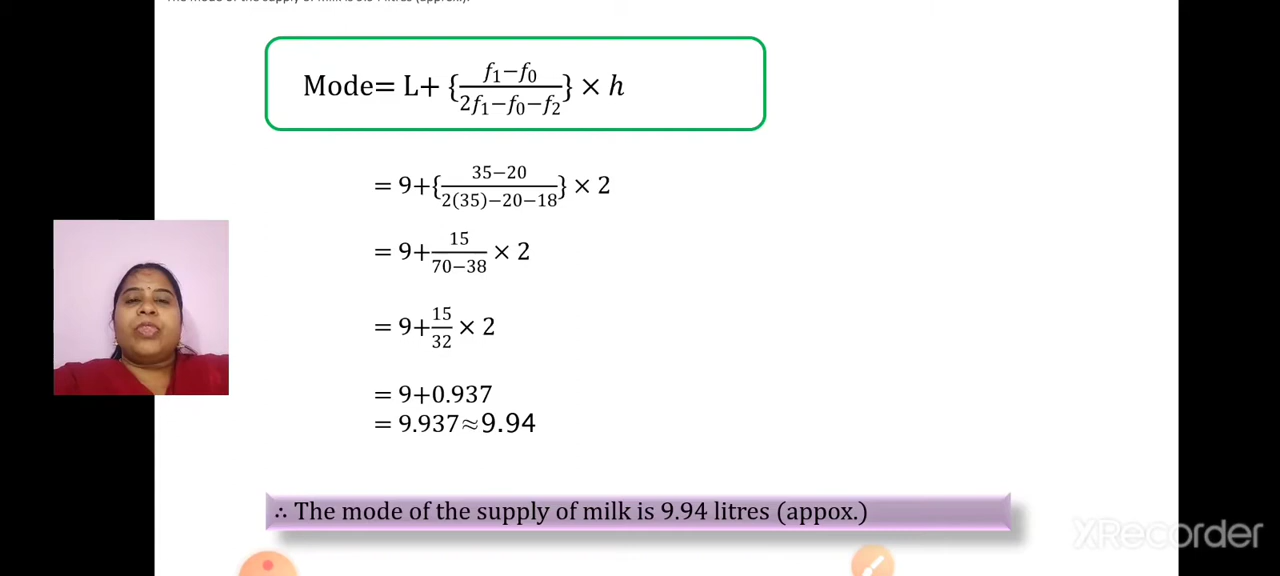 The mode of the supply of milk is 9.94 litres (approx.).
Mode= L+ {(f₁−f₀)/(2f₁−f₀−f₂)} × h
= 9+{(35−20)/(2(35)−20−18)} × 2
= 9+ 15/(70−38) × 2
= 9+ 15/32 × 2
= 9+0.937
= 9.937≈9.94
∴ The mode of the supply of milk is 9.94 litres (appox.)
XRecorder